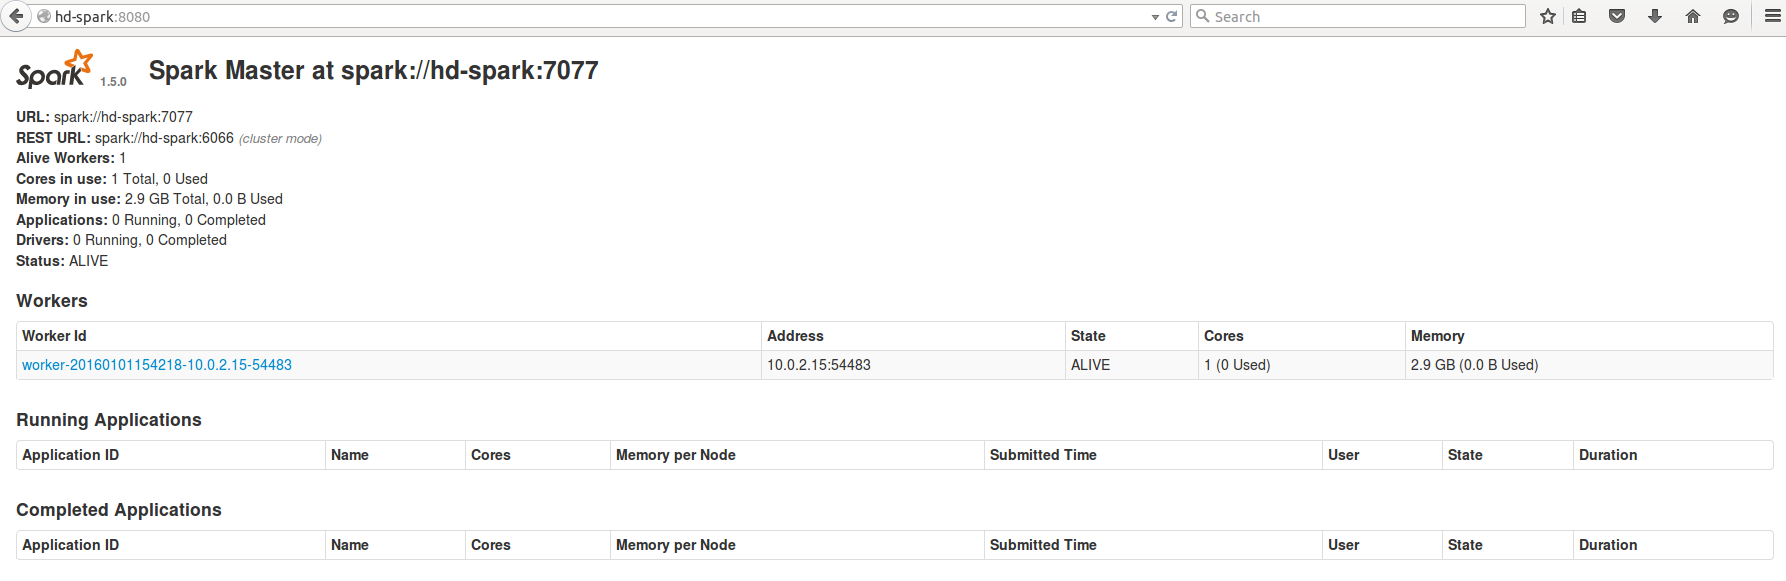 hd-spark:8080
Search
Spark 1.5.0 Spark Master at spark://hd-spark:7077
URL: spark://hd-spark:7077
REST URL: spark://hd-spark:6066 (cluster mode)
Alive Workers: 1
Cores in use: 1 Total, 0 Used
Memory in use: 2.9 GB Total, 0.0 B Used
Applications: 0 Running, 0 Completed
Drivers: 0 Running, 0 Completed
Status: ALIVE
Workers
Worker Id Address State Cores Memory
worker-20160101154218-10.0.2.15-54483 10.0.2.15:54483 ALIVE 1 (0 Used) 2.9 GB (0.0 B Used)
Running Applications
Application ID Name Cores Memory per Node Submitted Time User State Duration
Completed Applications
Application ID Name Cores Memory per Node Submitted Time User State Duration